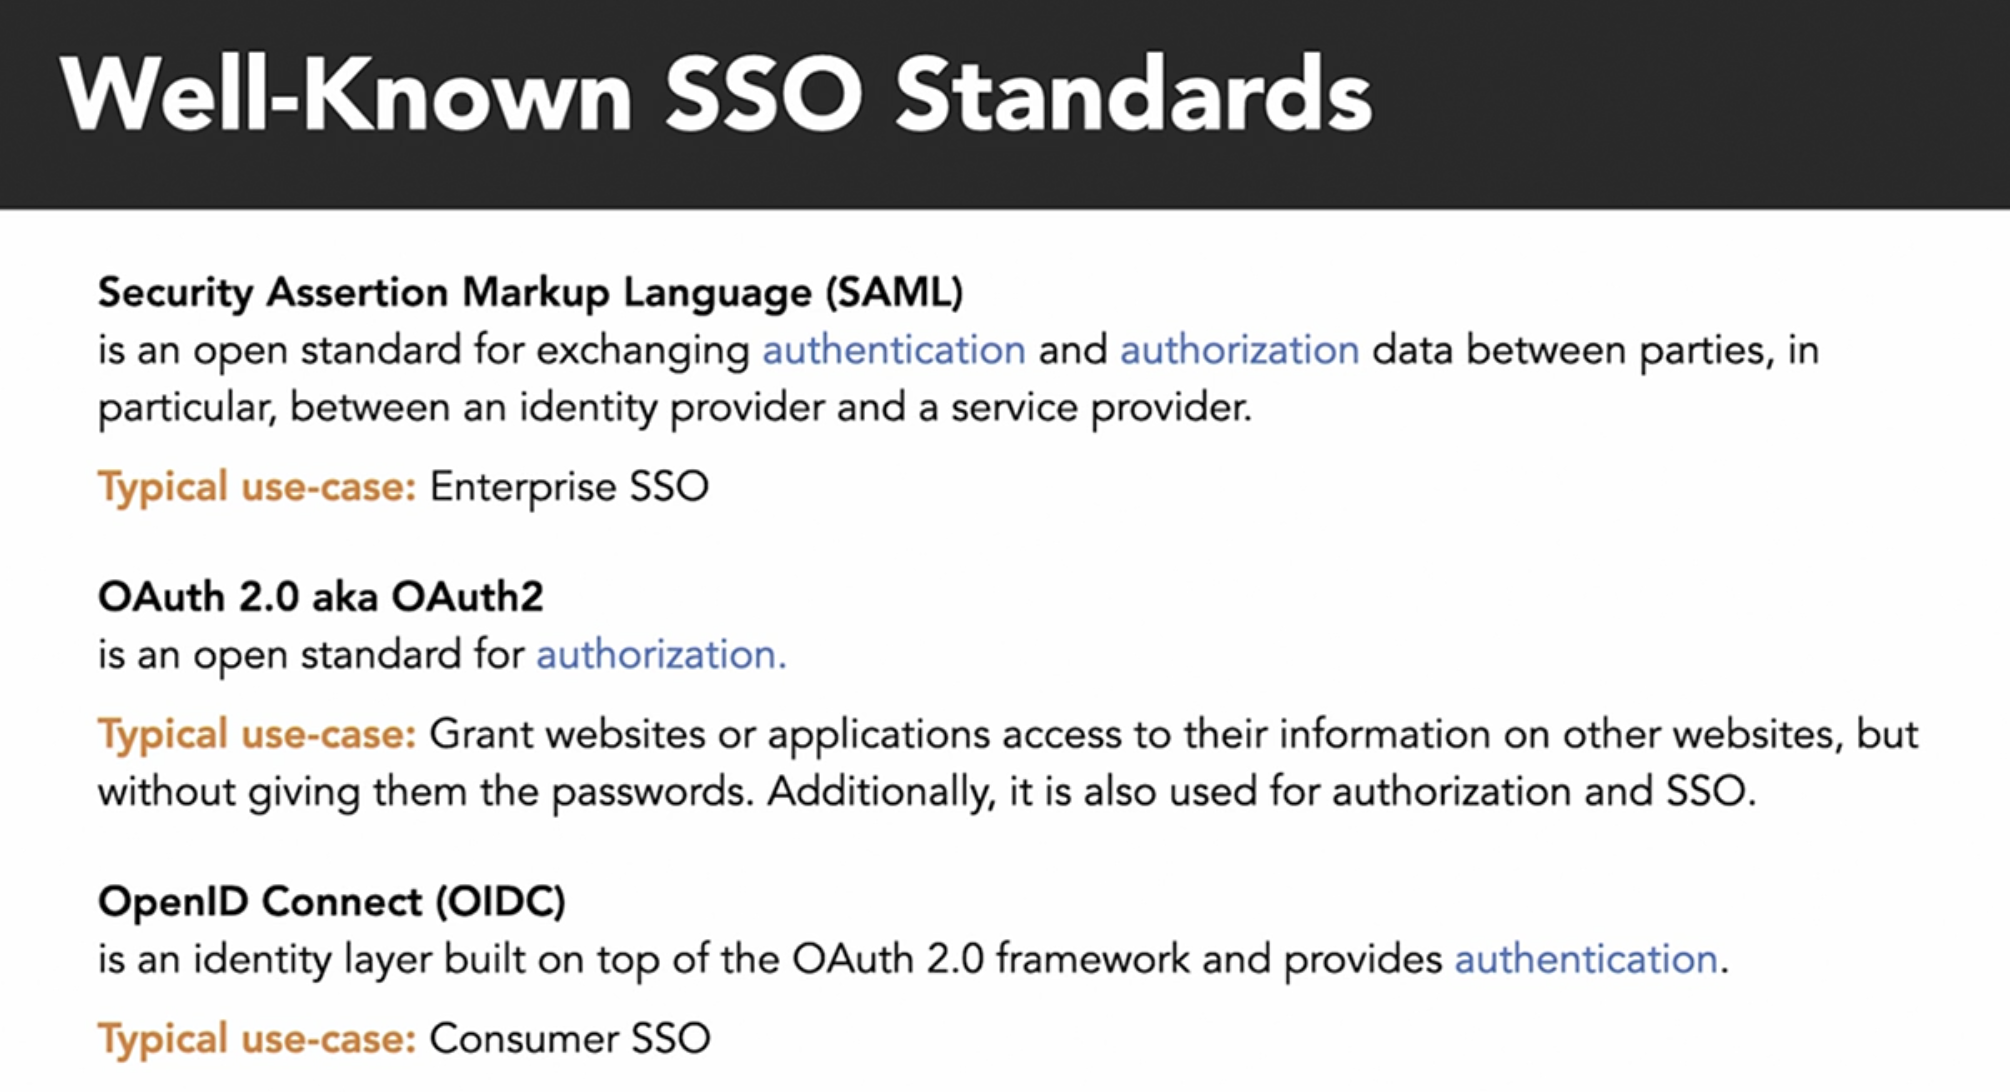 Well-Known SSO Standards
Security Assertion Markup Language (SAML)
is an open standard for exchanging authentication and authorization data between parties, in
particular, between an identity provider and a service provider.
Typical use-case: Enterprise SSO
OAuth 2.0 aka OAuth2
is an open standard for authorization.
Typical use-case: Grant websites or applications access to their information on other websites, but
without giving them the passwords. Additionally, it is also used for authorization and SSO.
OpenID Connect (OIDC)
is an identity layer built on top of the OAuth 2.0 framework and provides authentication.
Typical use-case: Consumer SSO